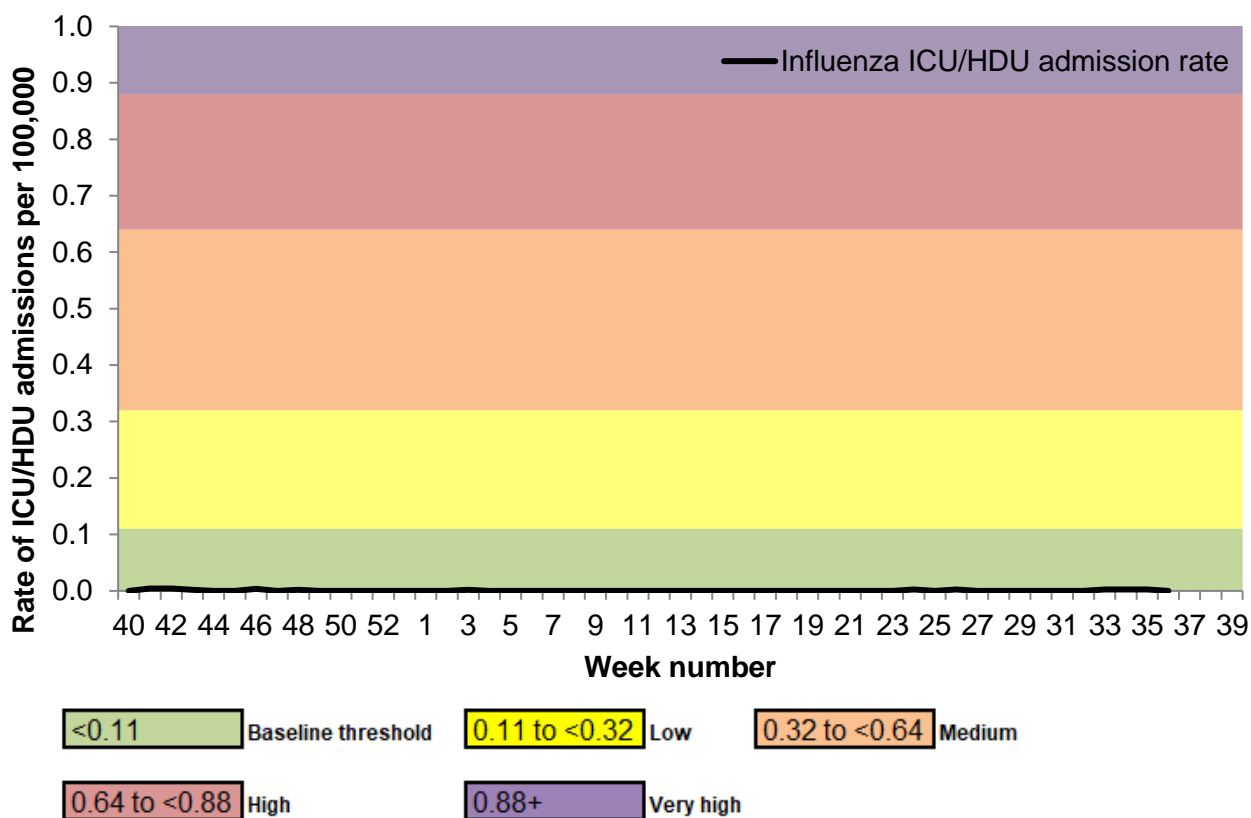 Rate of ICU/HDU admissions per 100,000
1.0
0.9
0.8
0.7
0.6
0.5
0.4
0.3
0.2
0.1
0.0
Influenza ICU/HDU admission rate
40 42 44 46 48 50 52 1 3 5 7 9 11 13 15 17 19 21 23 25 27 29 31 33 35 37 39
Week number
<0.11 Baseline threshold 0.11 to <0.32 Low 0.32 to <0.64 Medium
0.64 to <0.88 High 0.88+ Very high